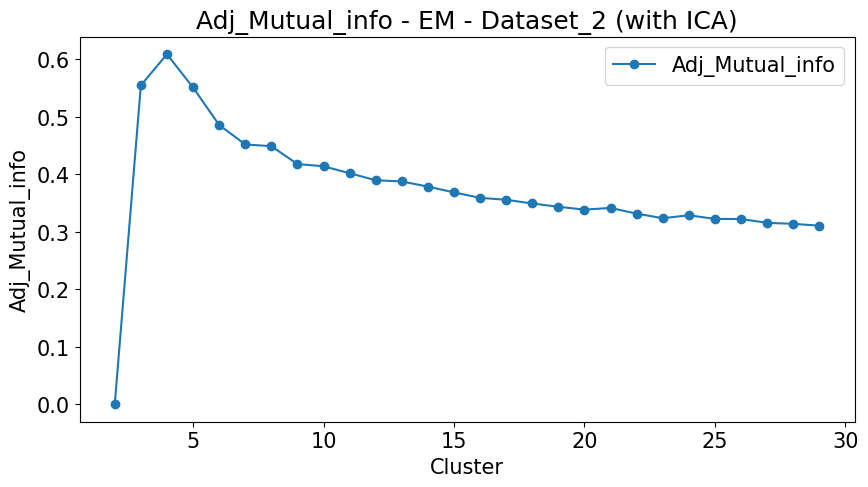 Adj_Mutual_info - EM - Dataset_2 (with ICA)
Adj_Mutual_info
Adj_Mutual_info
0.6
0.5
0.4
0.3
0.2
0.1
0.0
5 10 15 20 25 30
Cluster